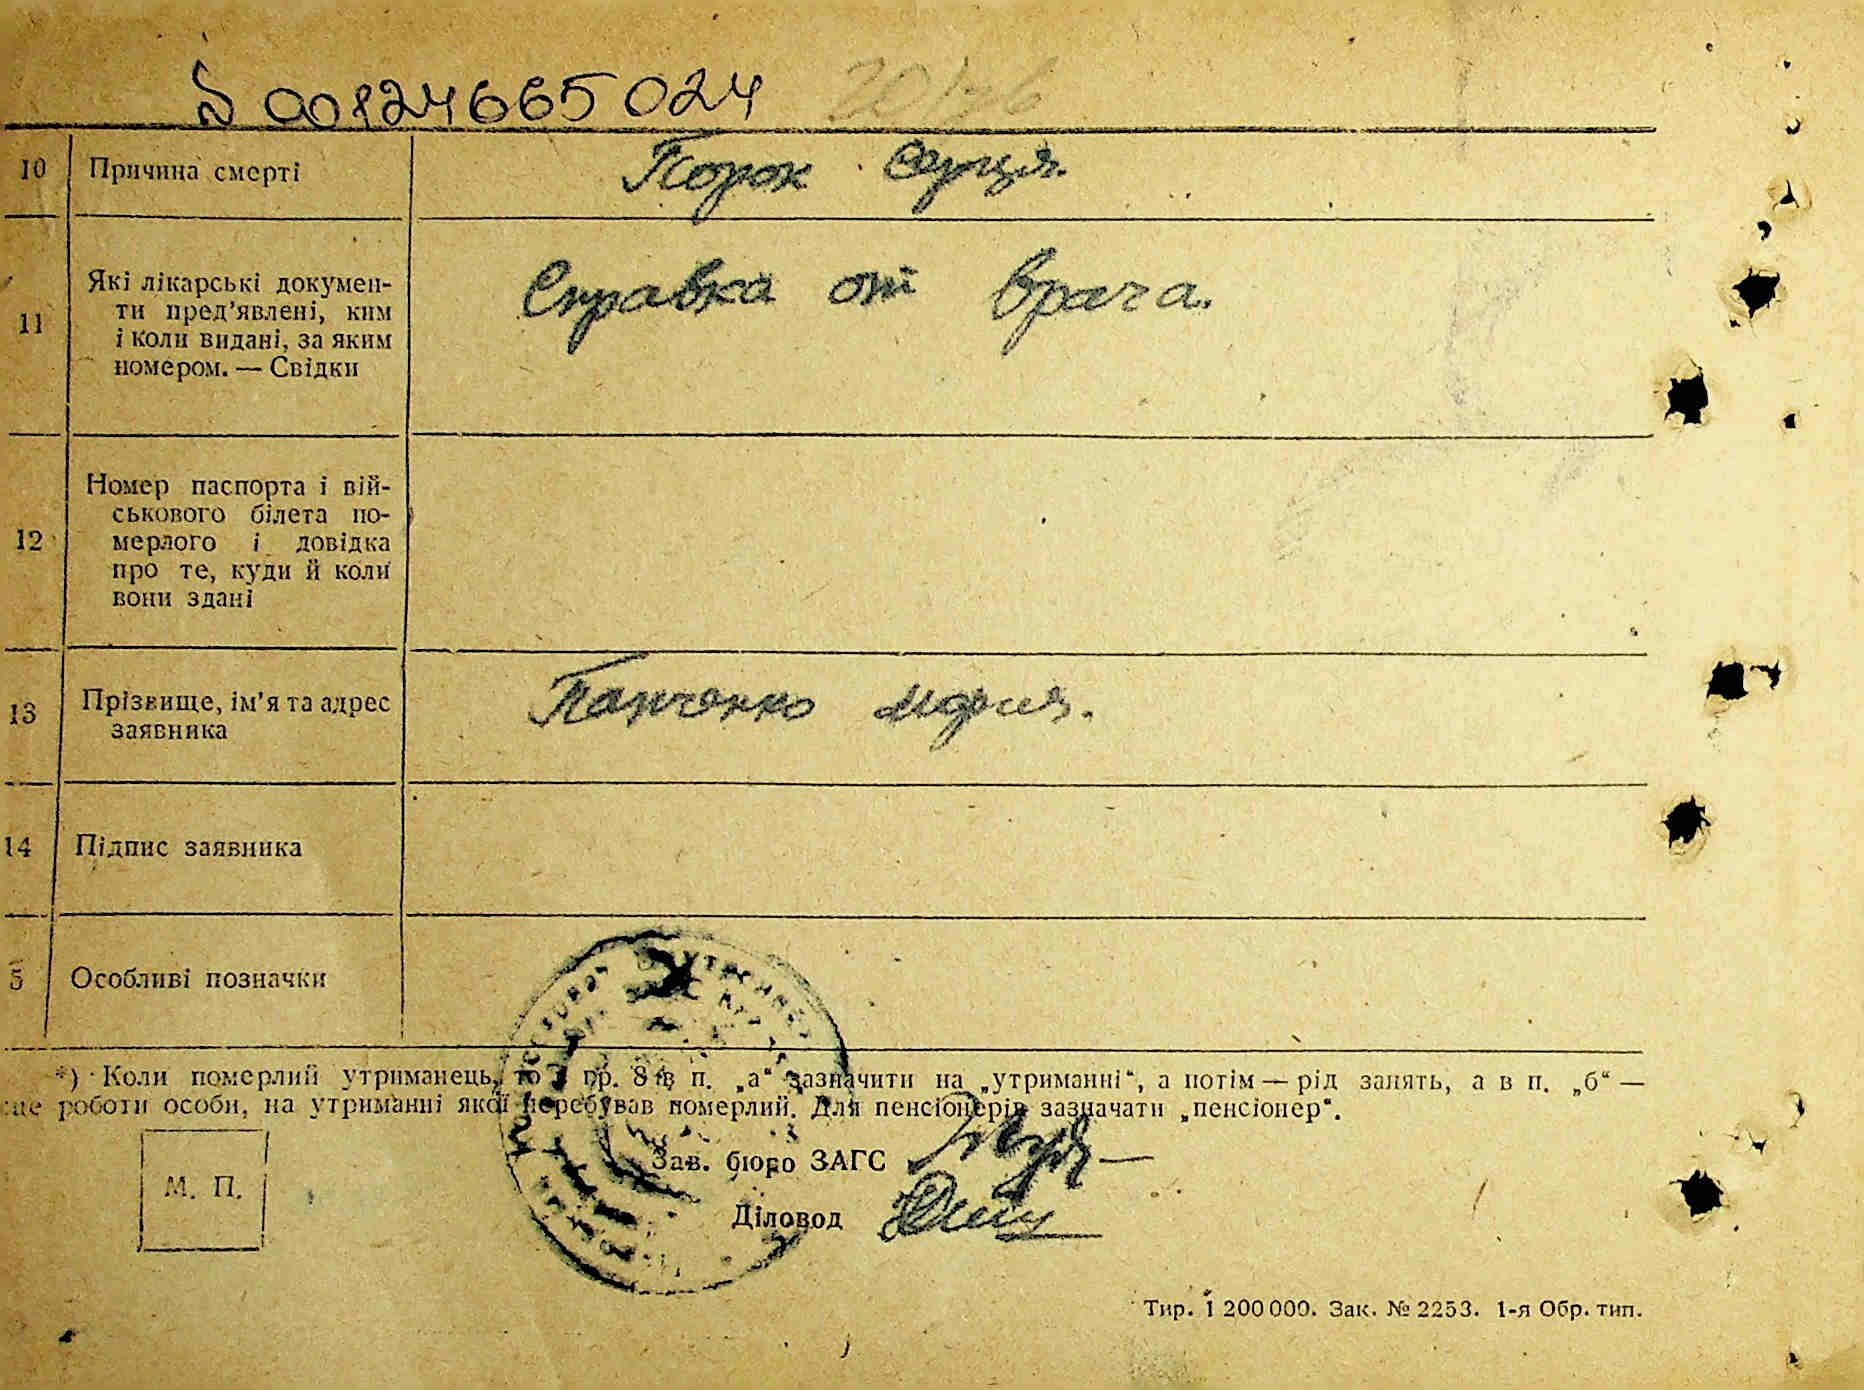 00124665024
10 Причина смерті Порок серця.
11 Які лікарські докумен-
ти пред'явлені, ким
і коли видані, за яким
номером. — Свідки
Справка от врача.
12 Номер паспорта і вій-
ськового білета по-
мерлого і довідка
про те, куди й коли
вони здані
13 Прізвище, ім'я та адрес
заявника
Панченко Мария.
14 Підпис заявника
5 Особливі позначки
*) Коли померлий утриманець, то в гр. 8 в п. „а“ зазначити на „утриманні“, а потім — рід занять, а в п. „б“ —
роботи особи, на утриманні якої перебував померлий. Для пенсіонерів зазначати „пенсіонер“.
М. П.
Зав. бюро ЗАГС
Діловод
Тир. 1 200 000. Зак. № 2253. 1-я Обр. тип.